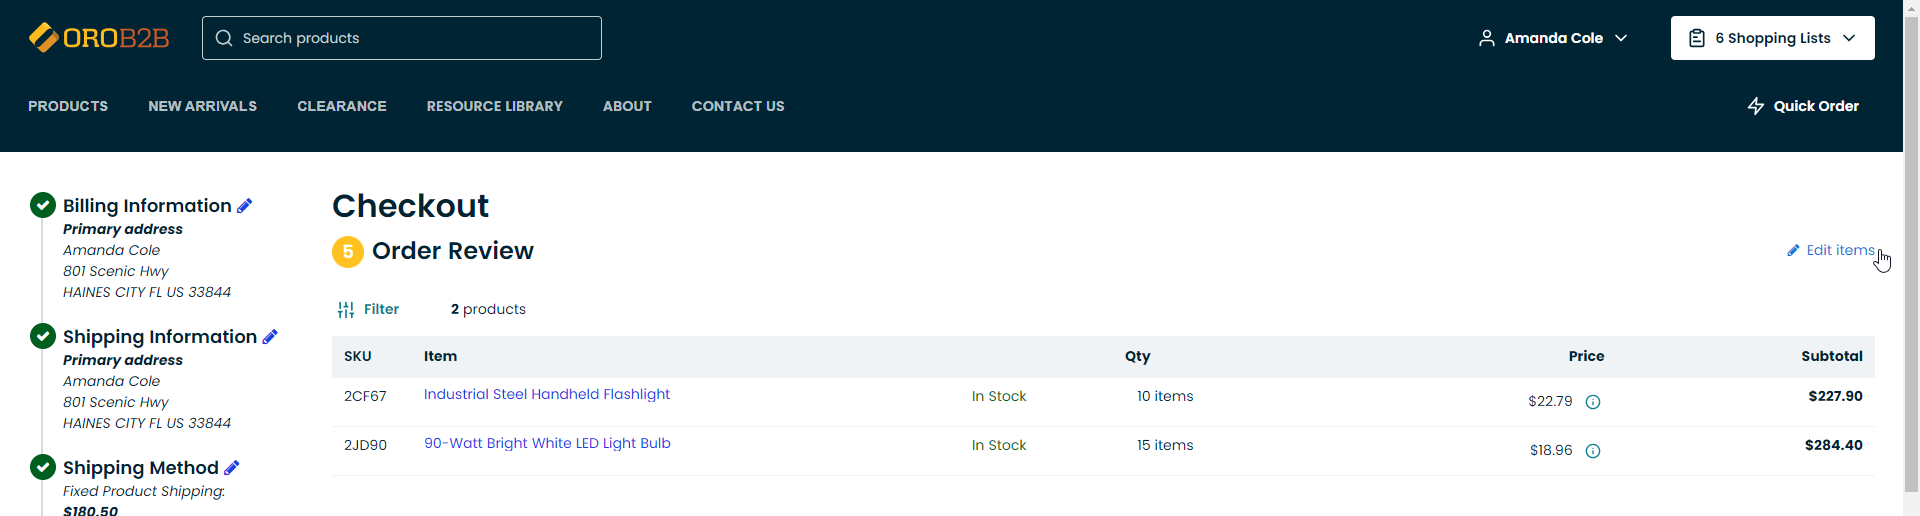 OROB2B
Search products
Amanda Cole
6 Shopping Lists
PRODUCTS
NEW ARRIVALS
CLEARANCE
RESOURCE LIBRARY
ABOUT
CONTACT US
Quick Order
Billing Information
Primary address
Amanda Cole
801 Scenic Hwy
HAINES CITY FL US 33844
Shipping Information
Primary address
Amanda Cole
801 Scenic Hwy
HAINES CITY FL US 33844
Shipping Method
Fixed Product Shipping:
$180.50
Checkout
5 Order Review
Edit items
Filter
2 products
SKU Item Qty Price Subtotal
2CF67 Industrial Steel Handheld Flashlight In Stock 10 items $22.79 $227.90
2JD90 90-Watt Bright White LED Light Bulb In Stock 15 items $18.96 $284.40